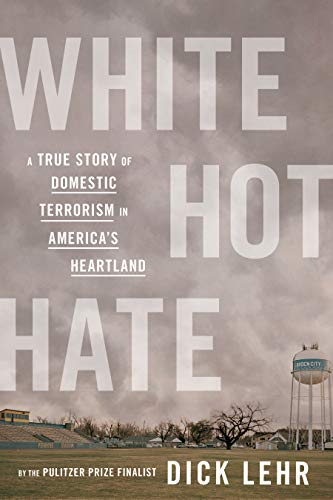 WHITE
A TRUE STORY OF
DOMESTIC
TERRORISM IN
AMERICA'S
HEARTLAND
HOT
HATE
BY THE PULITZER PRIZE FINALIST
DICK LEHR